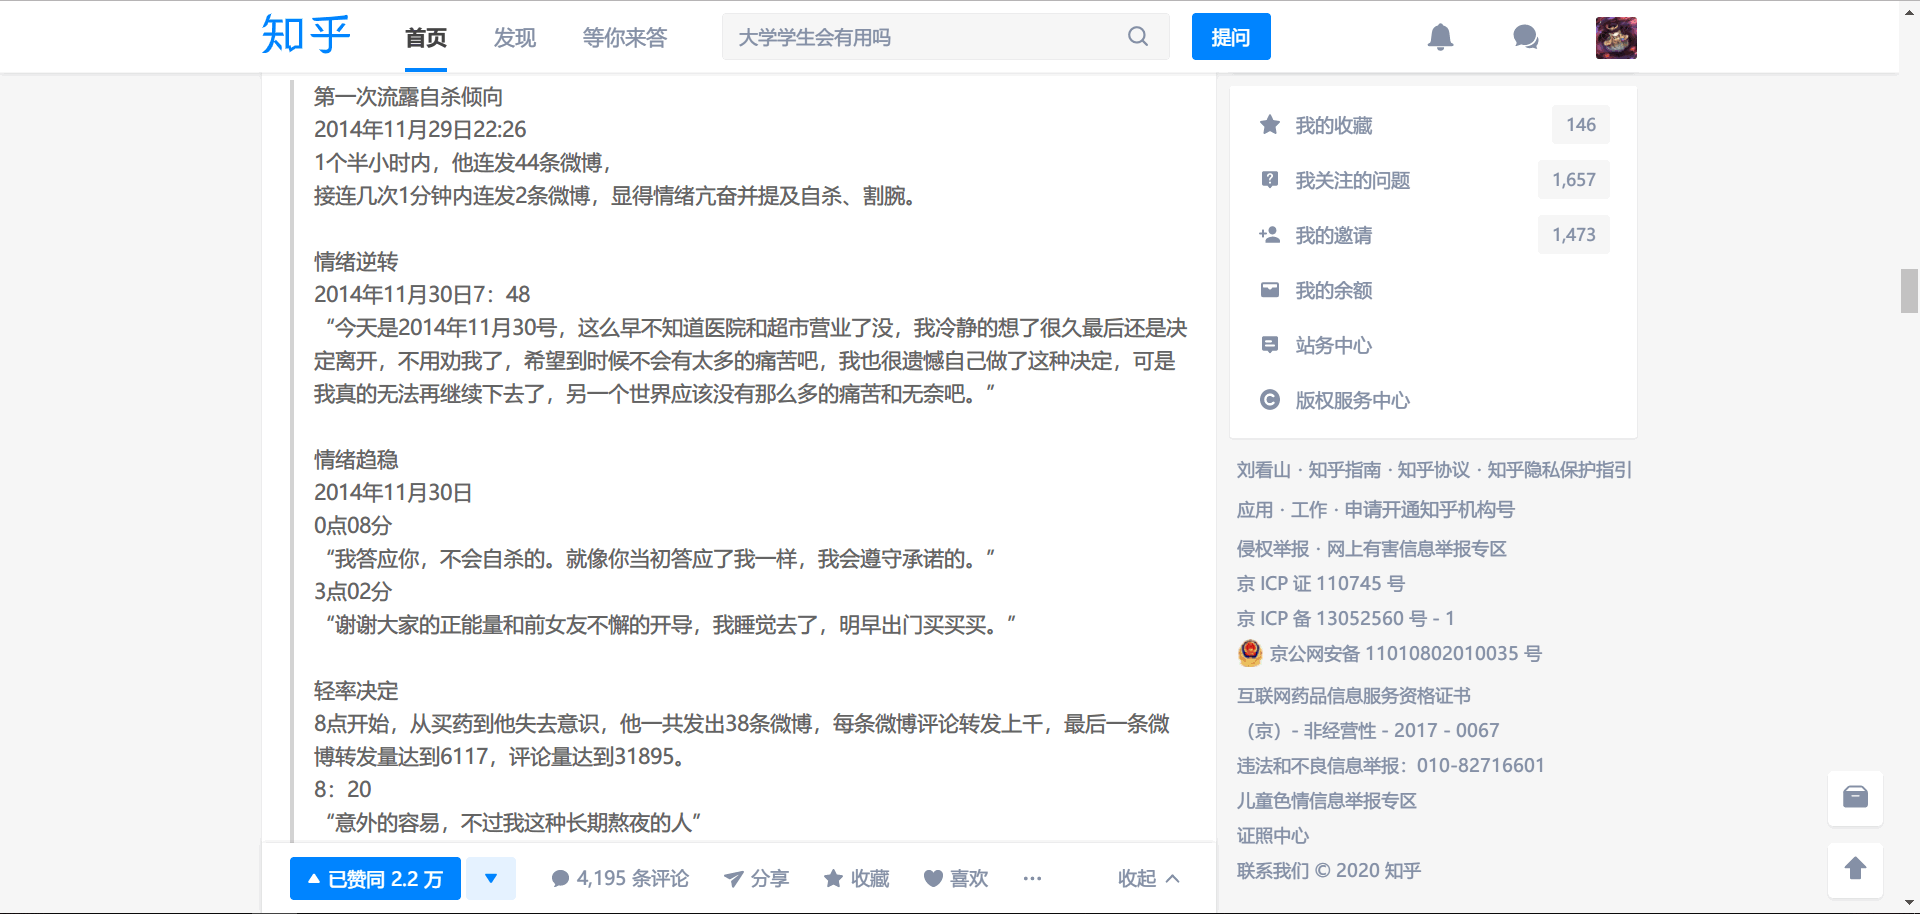 知乎
首页
发现
等你来答
大学学生会有用吗
提问
第一次流露自杀倾向
2014年11月29日22:26
1个半小时内，他连发44条微博，
接连几次1分钟内连发2条微博，显得情绪亢奋并提及自杀、割腕。
情绪逆转
2014年11月30日7：48
“今天是2014年11月30号，这么早不知道医院和超市营业了没，我冷静的想了很久最后还是决
定离开，不用劝我了，希望到时候不会有太多的痛苦吧，我也很遗憾自己做了这种决定，可是
我真的无法再继续下去了，另一个世界应该没有那么多的痛苦和无奈吧。”
情绪趋稳
2014年11月30日
0点08分
“我答应你，不会自杀的。就像你当初答应了我一样，我会遵守承诺的。”
3点02分
“谢谢大家的正能量和前女友不懈的开导，我睡觉去了，明早出门买买买。”
轻率决定
8点开始，从买药到他失去意识，他一共发出38条微博，每条微博评论转发上千，最后一条微
博转发量达到6117，评论量达到31895。
8：20
“意外的容易，不过我这种长期熬夜的人”
已赞同 2.2 万
4,195 条评论
分享
收藏
喜欢
收起
我的收藏
146
我关注的问题
1,657
我的邀请
1,473
我的余额
站务中心
版权服务中心
刘看山 · 知乎指南 · 知乎协议 · 知乎隐私保护指引
应用 · 工作 · 申请开通知乎机构号
侵权举报 · 网上有害信息举报专区
京 ICP 证 110745 号
京 ICP 备 13052560 号 - 1
京公网安备 11010802010035 号
互联网药品信息服务资格证书
（京）- 非经营性 - 2017 - 0067
违法和不良信息举报：010-82716601
儿童色情信息举报专区
证照中心
联系我们 © 2020 知乎